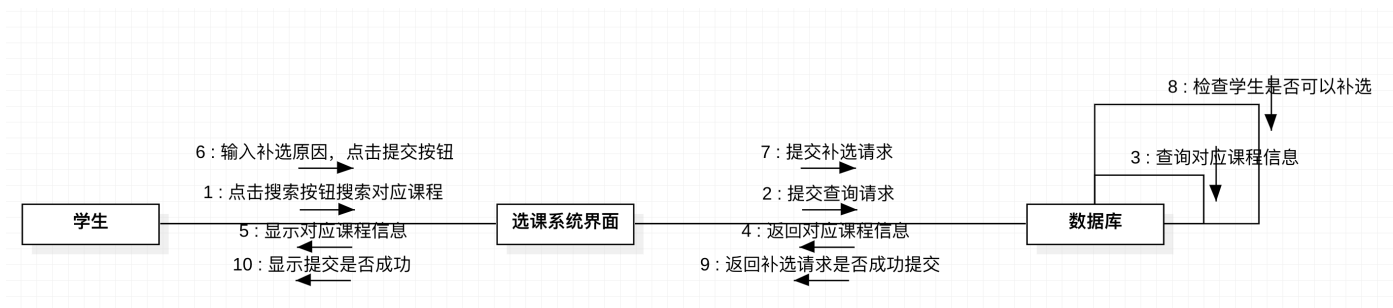 8 : 检查学生是否可以补选
6 : 输入补选原因，点击提交按钮
7 : 提交补选请求
3 : 查询对应课程信息
1 : 点击搜索按钮搜索对应课程
2 : 提交查询请求
学生
选课系统界面
数据库
5 : 显示对应课程信息
4 : 返回对应课程信息
10 : 显示提交是否成功
9 : 返回补选请求是否成功提交